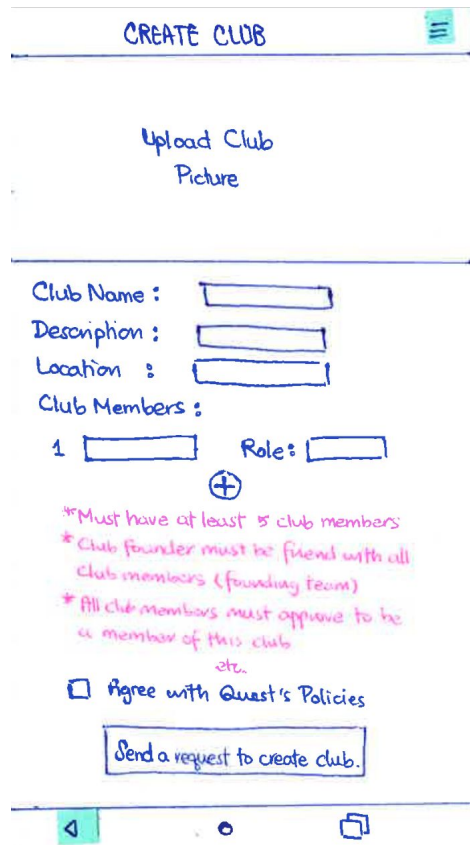 CREATE CLUB
Upload Club
Picture
Club Name :
Description :
Location :
Club Members :
1 Role:
*Must have at least 5 club members
* Club founder must be friend with all
club members (founding team)
* All club members must approve to be
a member of this club
etc.
Agree with Quest's Policies
Send a request to create club.